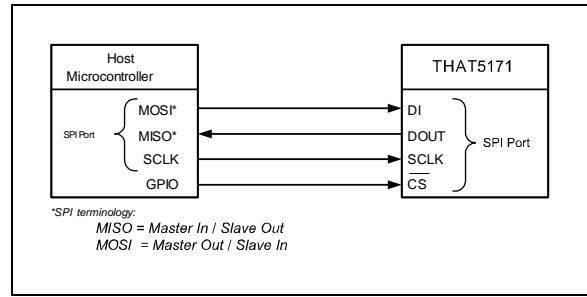 Host
Microcontroller
THAT5171
SPI Port
MOSI*
MISO*
SCLK
GPIO
DI
DOUT
SCLK
CS
SPI Port
*SPI terminology:
MISO = Master In / Slave Out
MOSI = Master Out / Slave In